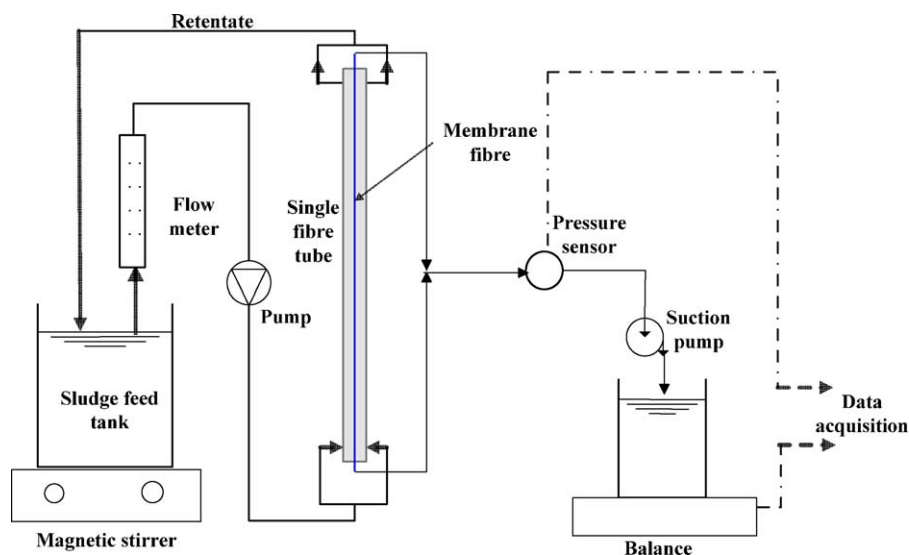 Retentate
Membrane
fibre
Flow
meter
Single
fibre
tube
Pressure
sensor
Pump
Suction
pump
Sludge feed
tank
Data
acquisition
Magnetic stirrer
Balance